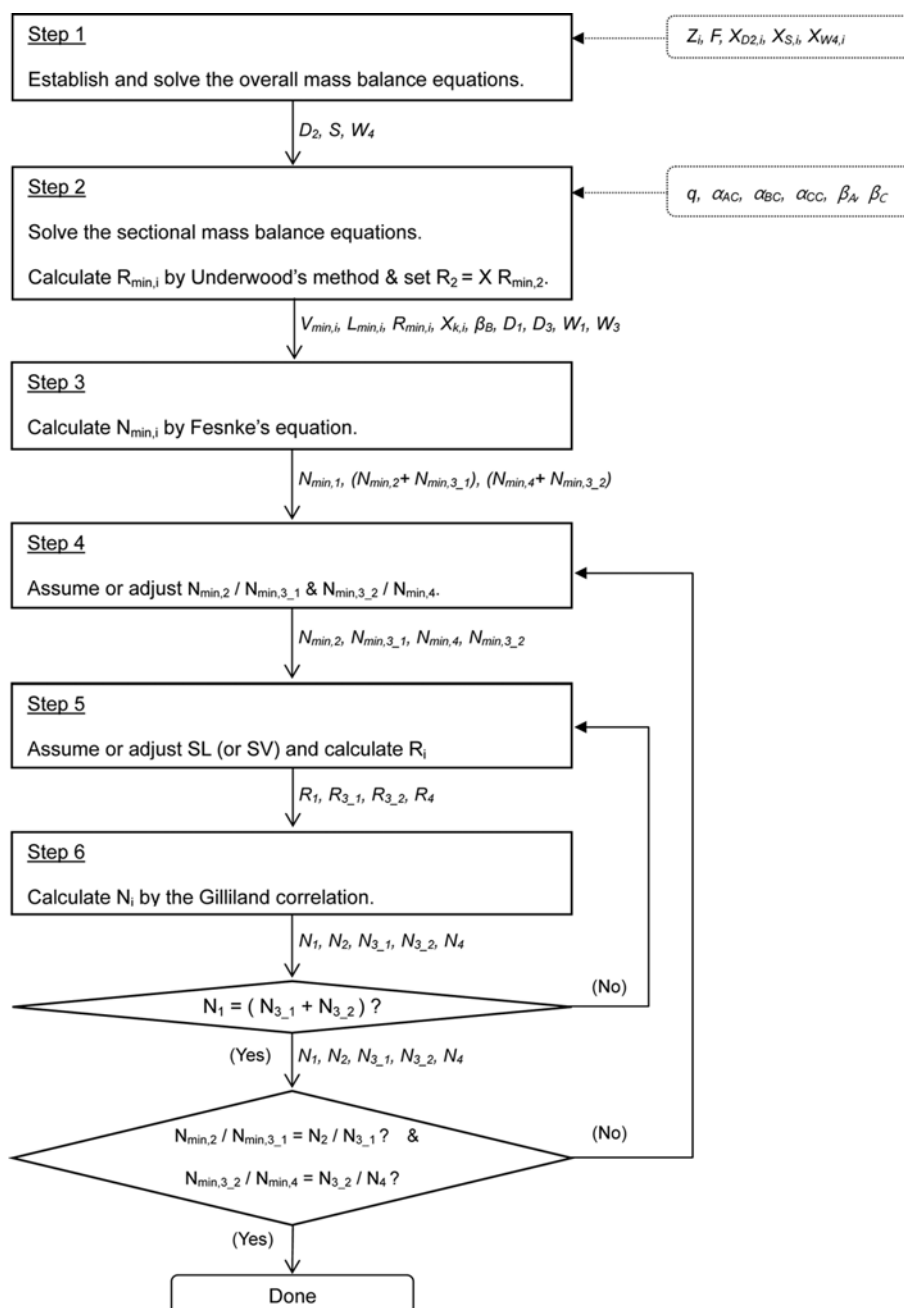 Step 1
Establish and solve the overall mass balance equations.
Zi, F, XD2,i, XS,i, XW4,i
D2, S, W4
Step 2
Solve the sectional mass balance equations.
Calculate Rmin,i by Underwood's method & set R2 = X Rmin,2.
q, αAC, αBC, αCC, βA, βC
Vmin,i, Lmin,i, Rmin,i, Xk,i, βB, D1, D3, W1, W3
Step 3
Calculate Nmin,i by Fesnke's equation.
Nmin,1, (Nmin,2+ Nmin,3_1), (Nmin,4+ Nmin,3_2)
Step 4
Assume or adjust Nmin,2 / Nmin,3_1 & Nmin,3_2 / Nmin,4.
Nmin,2, Nmin,3_1, Nmin,4, Nmin,3_2
Step 5
Assume or adjust SL (or SV) and calculate Ri
R1, R3_1, R3_2, R4
Step 6
Calculate Ni by the Gilliland correlation.
N1, N2, N3_1, N3_2, N4
N1 = ( N3_1 + N3_2 ) ?
(No)
(Yes)
N1, N2, N3_1, N3_2, N4
Nmin,2 / Nmin,3_1 = N2 / N3_1 ? &
Nmin,3_2 / Nmin,4 = N3_2 / N4 ?
(No)
(Yes)
Done